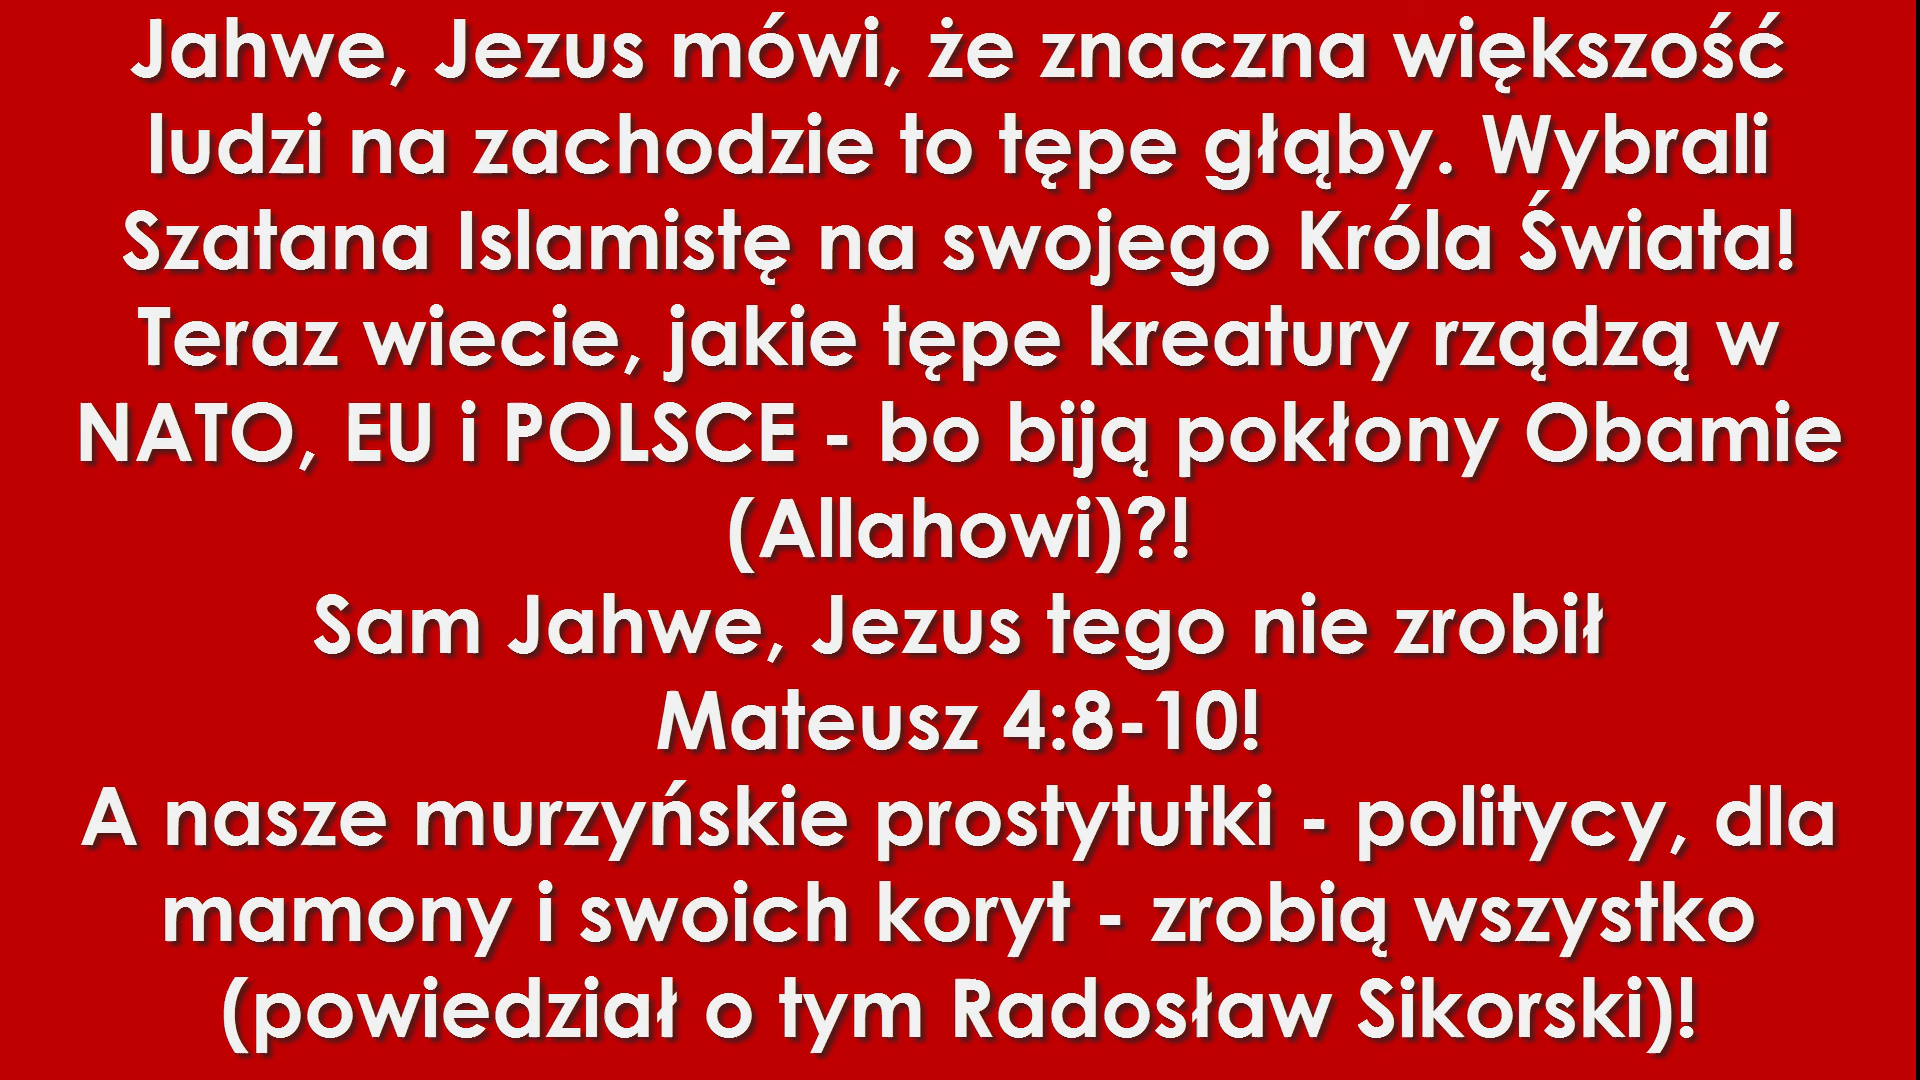 Jahwe, Jezus mówi, że znaczna większość
ludzi na zachodzie to tępe głąby. Wybrali
Szatana Islamistę na swojego Króla Świata!
Teraz wiecie, jakie tępe kreatury rządzą w
NATO, EU i POLSCE - bo biją pokłony Obamie
(Allahowi)?!
Sam Jahwe, Jezus tego nie zrobił
Mateusz 4:8-10!
A nasze murzyńskie prostytutki - politycy, dla
mamony i swoich koryt - zrobią wszystko
(powiedział o tym Radosław Sikorski)!